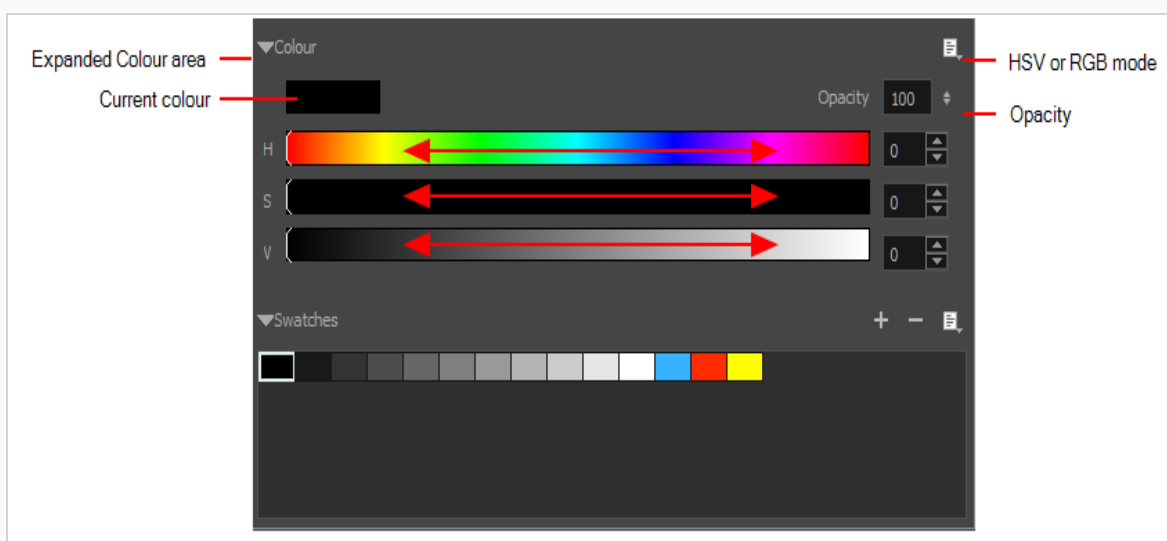 Colour
Expanded Colour area
HSV or RGB mode
Current colour
Opacity 100
Opacity
H 0
S 0
V 0
Swatches